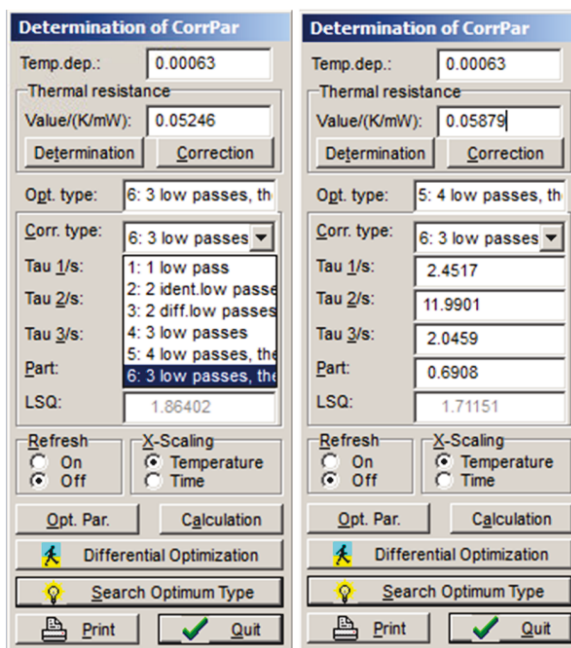 Determination of CorrPar
Temp.dep.: 0.00063
Thermal resistance
Value/(K/mW): 0.05246
Determination Correction
Opt. type: 6: 3 low passes, th
Corr. type: 6: 3 low passes
Tau 1/s: 1: 1 low pass
2: 2 ident.low passe
Tau 2/s: 3: 2 diff.low passes
Tau 3/s: 4: 3 low passes
5: 4 low passes, the
Part: 6: 3 low passes, the
LSQ: 1.86402
Refresh X-Scaling
On Temperature
Off Time
Opt. Par. Calculation
Differential Optimization
Search Optimum Type
Print Quit
Determination of CorrPar
Temp.dep.: 0.00063
Thermal resistance
Value/(K/mW): 0.05879
Determination Correction
Opt. type: 5: 4 low passes, th
Corr. type: 6: 3 low passes
Tau 1/s: 2.4517
Tau 2/s: 11.9901
Tau 3/s: 2.0459
Part: 0.6908
LSQ: 1.71151
Refresh X-Scaling
On Temperature
Off Time
Opt. Par. Calculation
Differential Optimization
Search Optimum Type
Print Quit